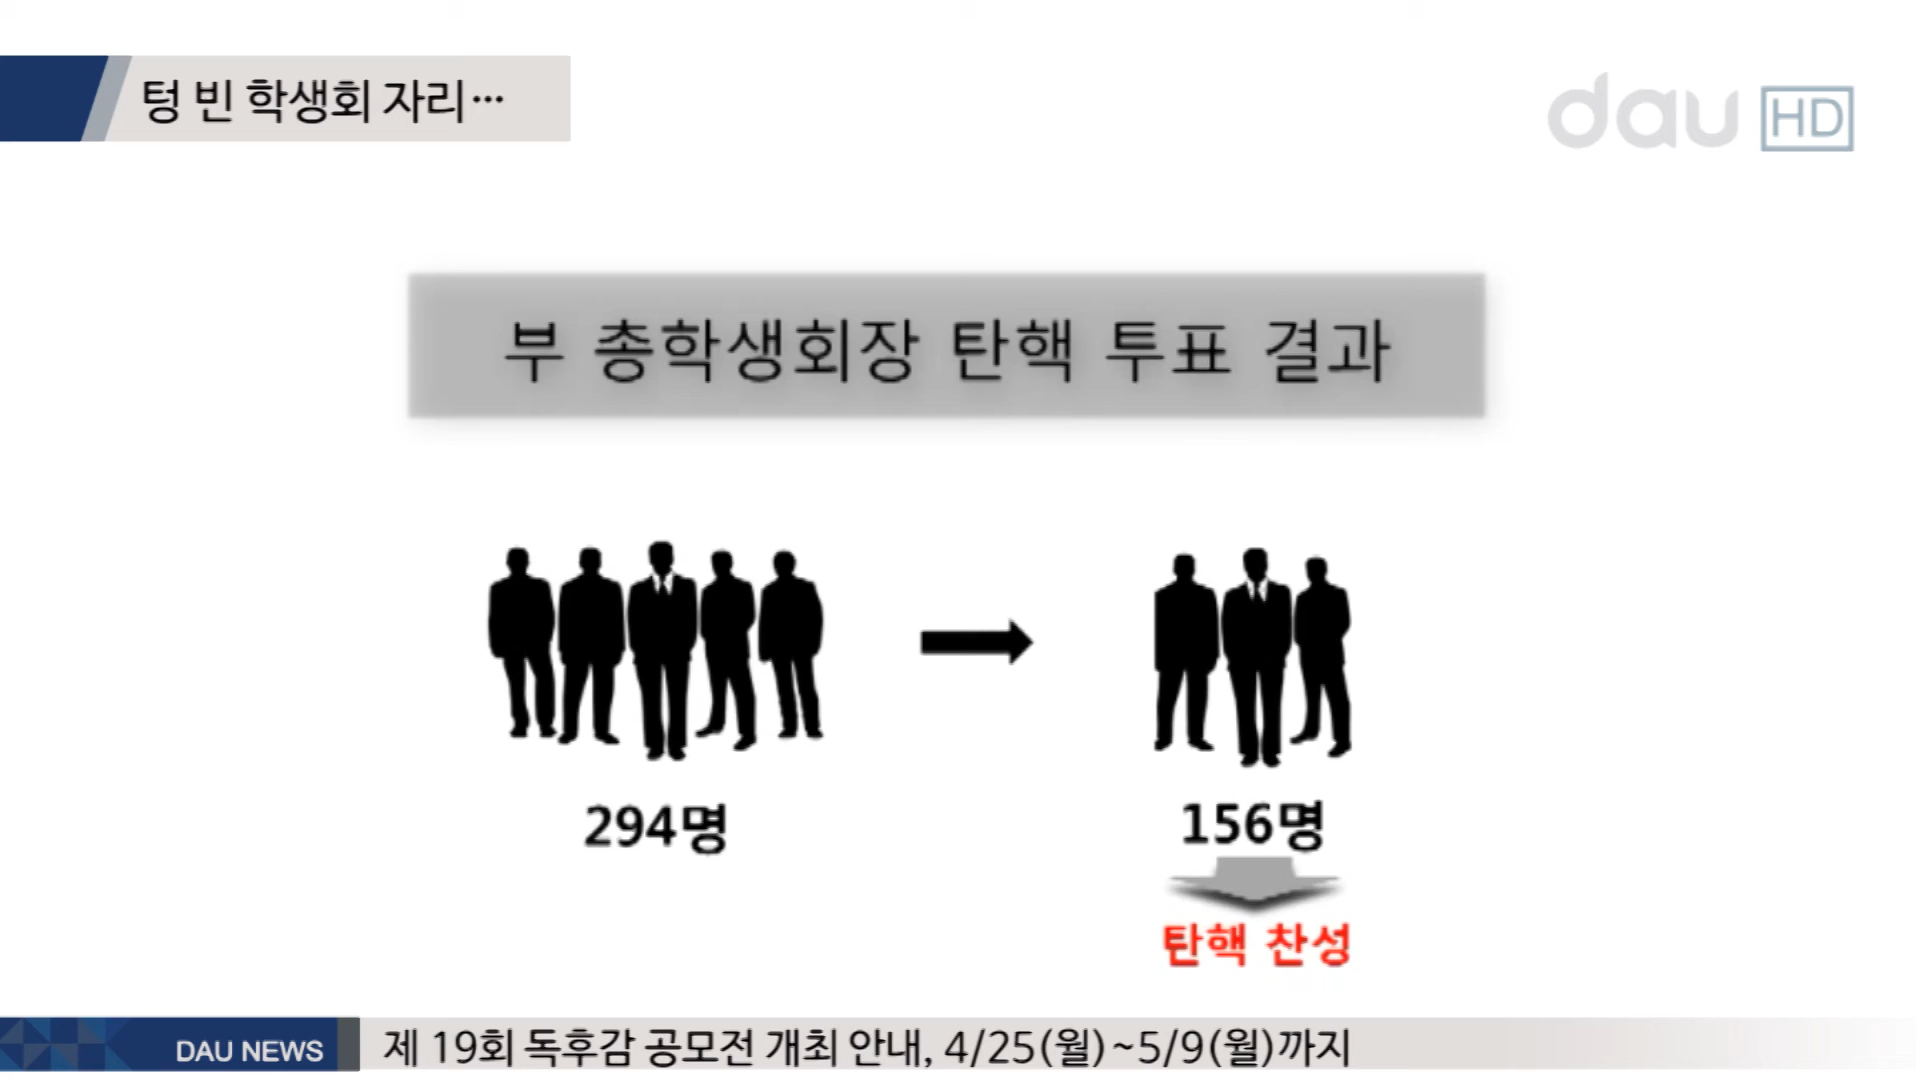 텅 빈 학생회 자리…
dau HD
부 총학생회장 탄핵 투표 결과
294명
156명
탄핵 찬성
DAU NEWS
제 19회 독후감 공모전 개최 안내, 4/25(월)~5/9(월)까지